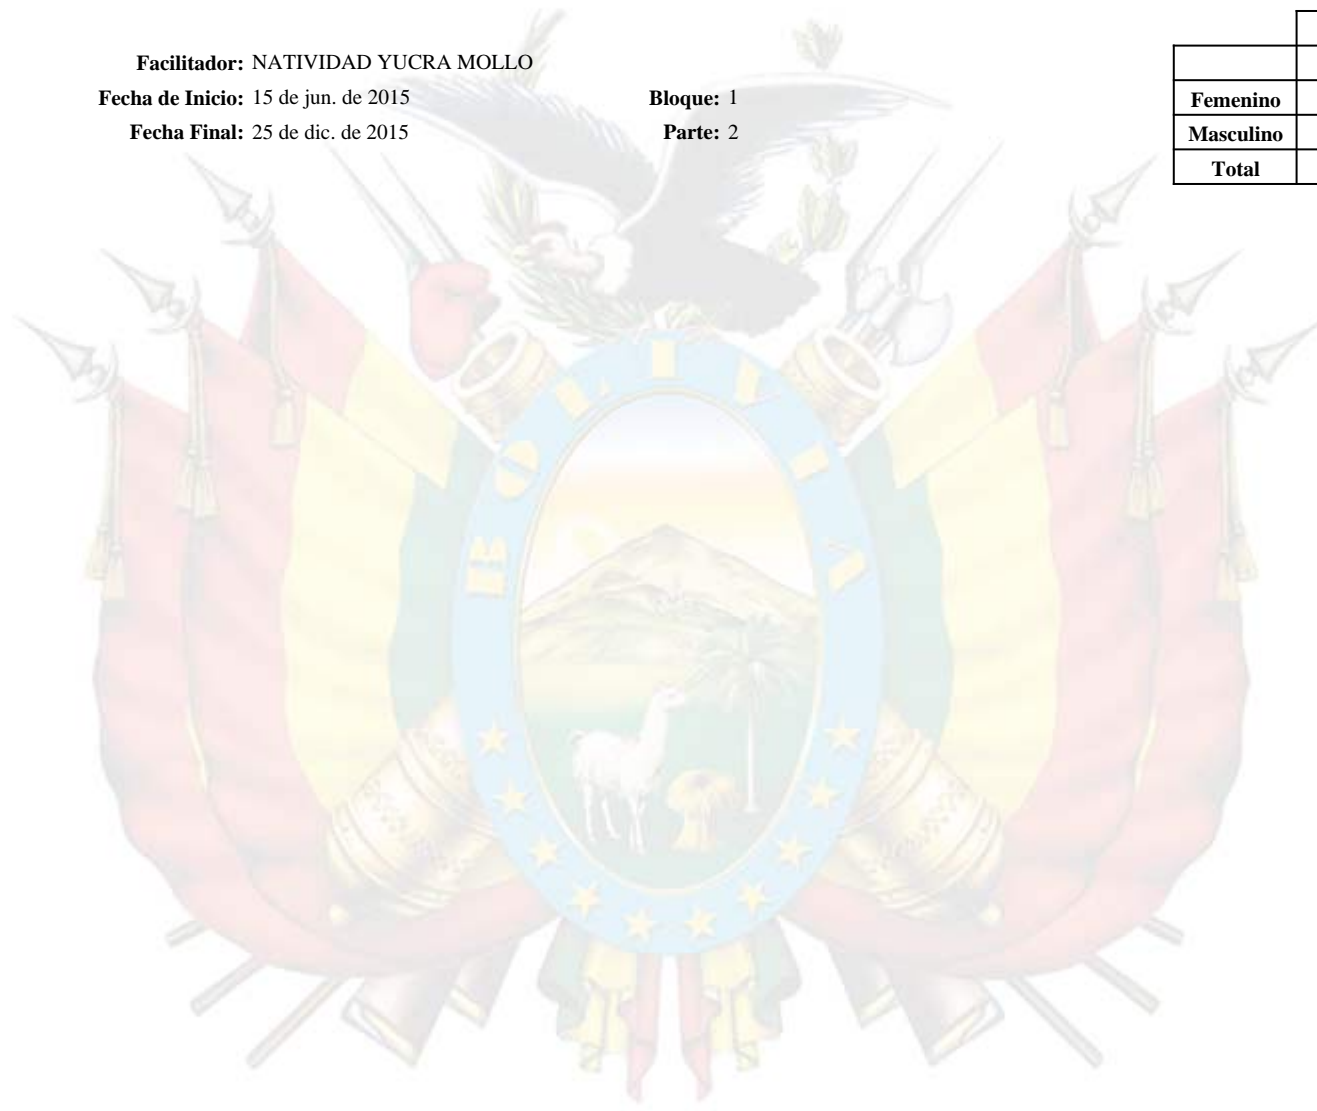 Facilitador: NATIVIDAD YUCRA MOLLO
Fecha de Inicio: 15 de jun. de 2015 Bloque: 1
Fecha Final: 25 de dic. de 2015 Parte: 2
Femenino
Masculino
Total
BOLIVIA